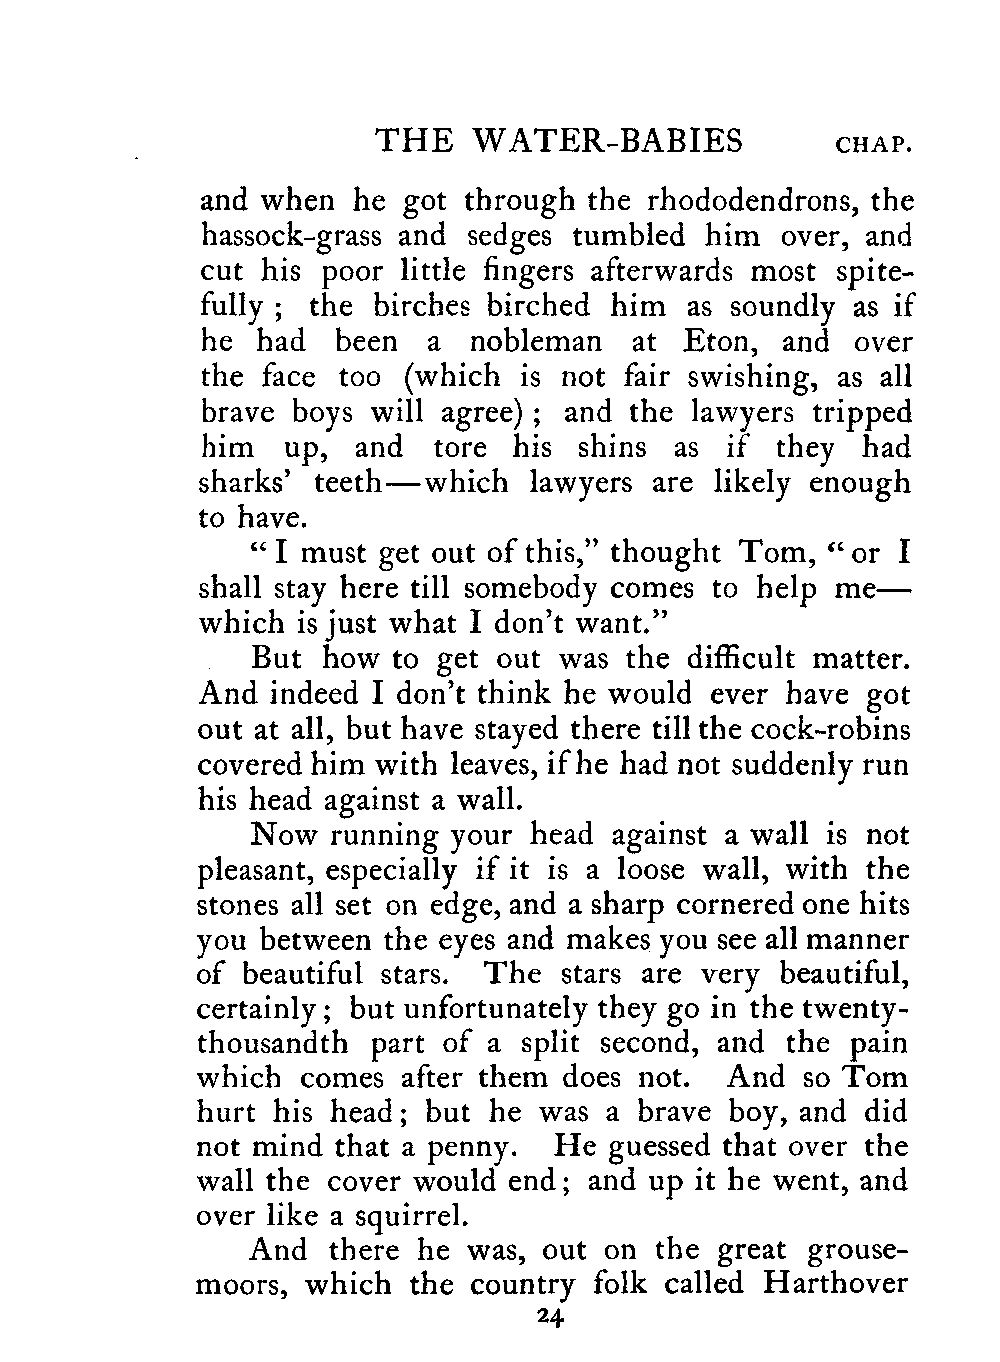 THE WATER-BABIES CHAP.
and when he got through the rhododendrons, the
hassock-grass and sedges tumbled him over, and
cut his poor little fingers afterwards most spite-
fully ; the birches birched him as soundly as if
he had been a nobleman at Eton, and over
the face too (which is not fair swishing, as all
brave boys will agree) ; and the lawyers tripped
him up, and tore his shins as if they had
sharks’ teeth—which lawyers are likely enough
to have.
“ I must get out of this,” thought Tom, “ or I
shall stay here till somebody comes to help me—
which is just what I don’t want.”
But how to get out was the difficult matter.
And indeed I don’t think he would ever have got
out at all, but have stayed there till the cock-robins
covered him with leaves, if he had not suddenly run
his head against a wall.
Now running your head against a wall is not
pleasant, especially if it is a loose wall, with the
stones all set on edge, and a sharp cornered one hits
you between the eyes and makes you see all manner
of beautiful stars. The stars are very beautiful,
certainly ; but unfortunately they go in the twenty-
thousandth part of a split second, and the pain
which comes after them does not. And so Tom
hurt his head ; but he was a brave boy, and did
not mind that a penny. He guessed that over the
wall the cover would end ; and up it he went, and
over like a squirrel.
And there he was, out on the great grouse-
moors, which the country folk called Harthover
24